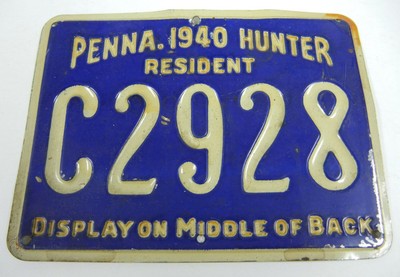 PENNA. 1940 HUNTER
RESIDENT
C2928
DISPLAY ON MIDDLE OF BACK